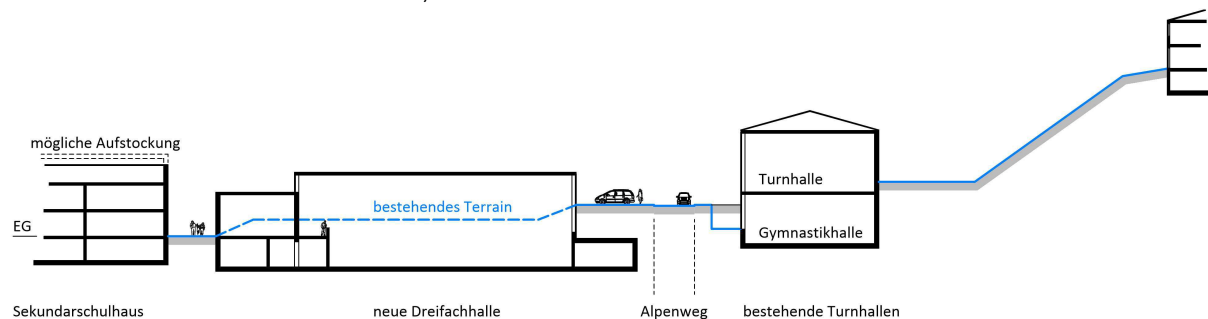 mögliche Aufstockung
Turnhalle
bestehendes Terrain
EG
Gymnastikhalle
Sekundarschulhaus
neue Dreifachhalle
Alpenweg
bestehende Turnhallen